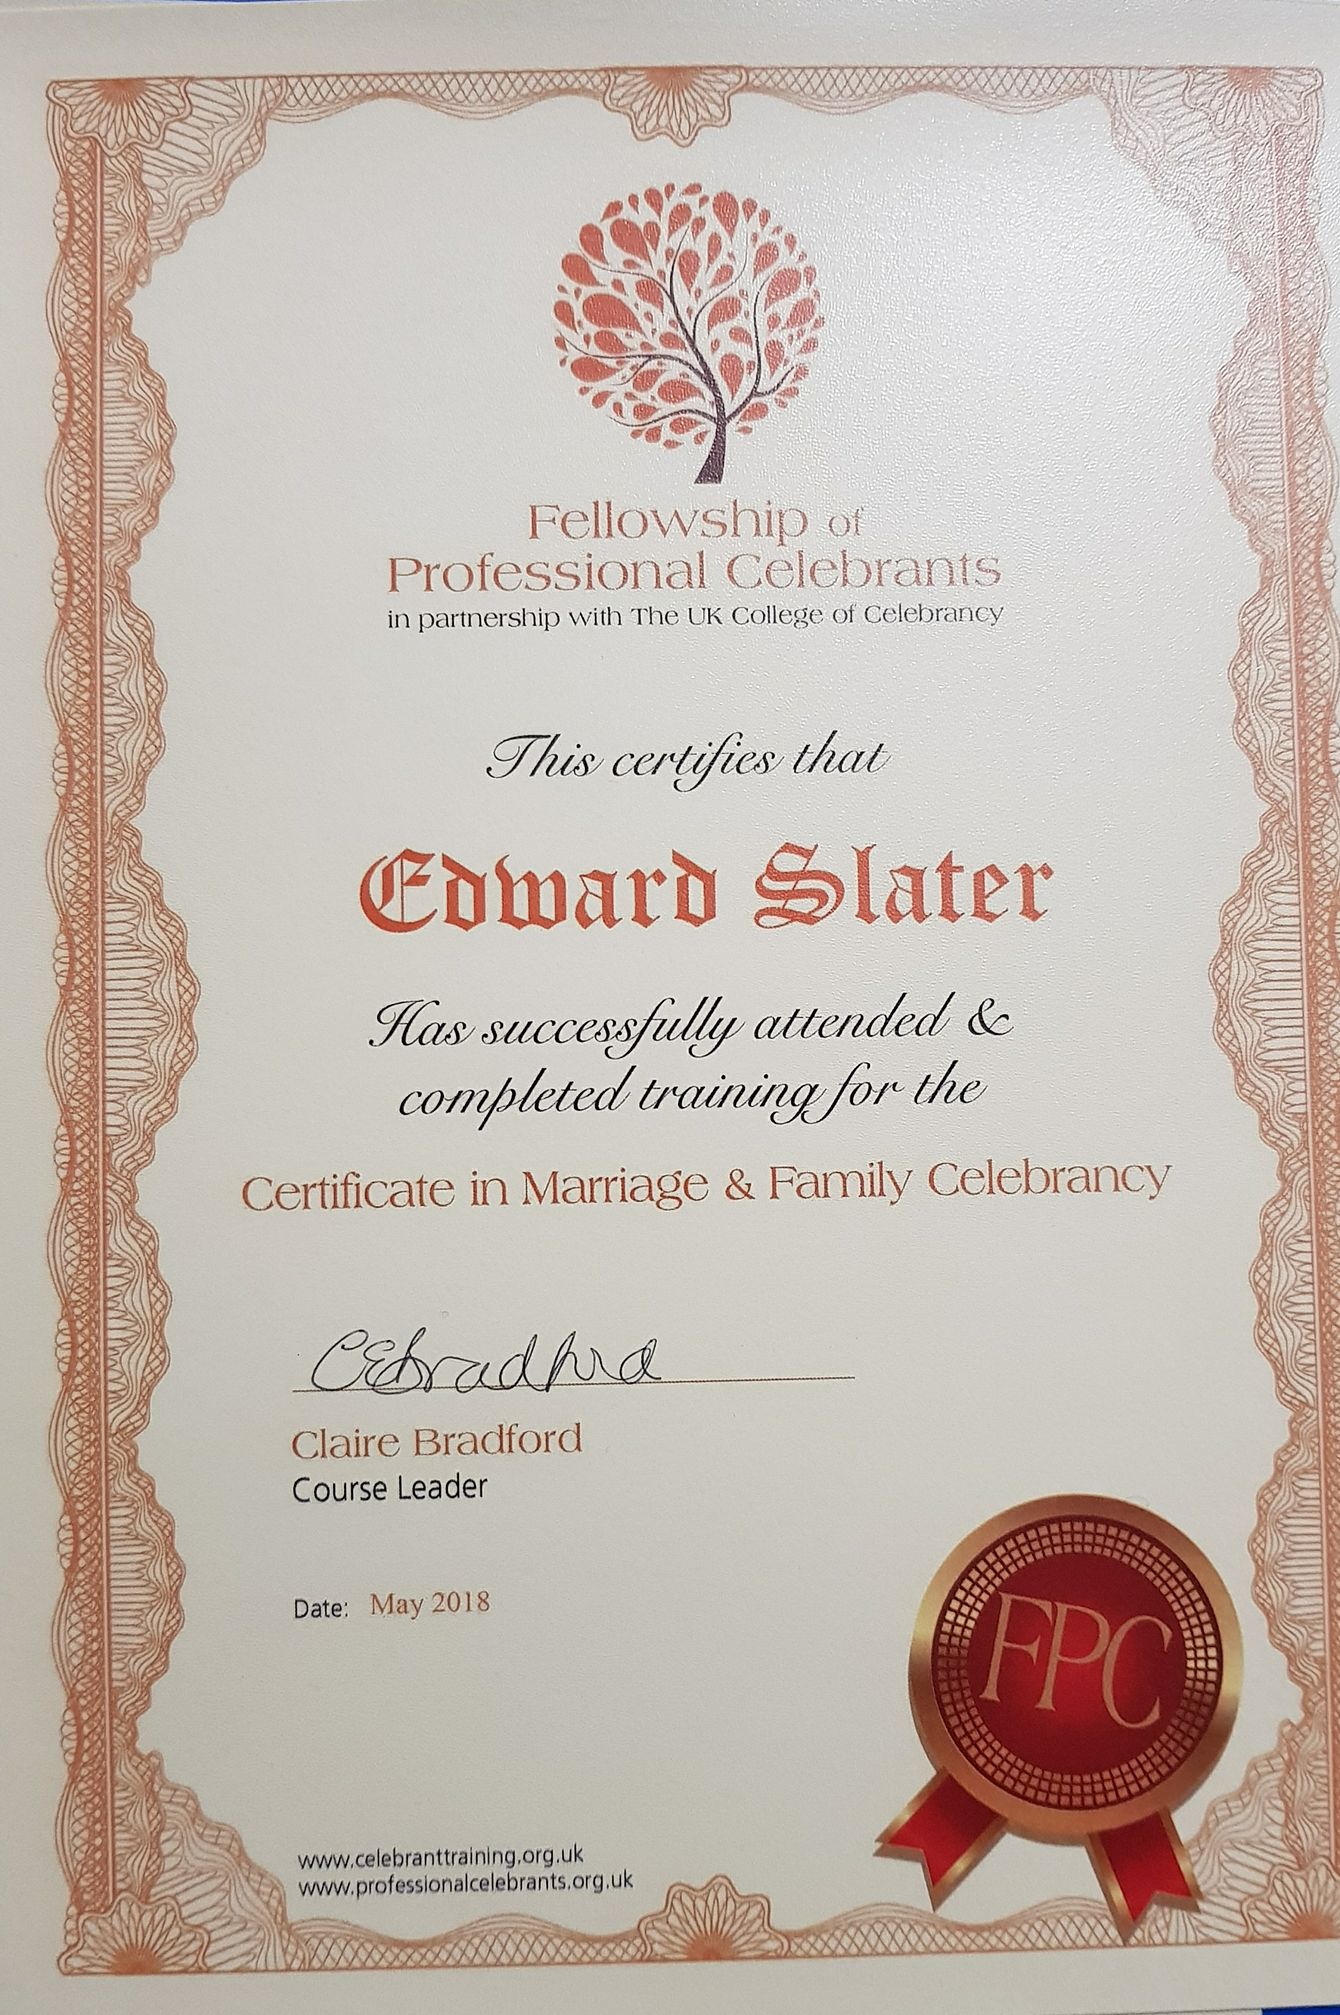 Fellowship of
Professional Celebrants
in partnership with The UK College of Celebrancy
This certifies that
Edward Slater
Has successfully attended &
completed training for the
Certificate in Marriage & Family Celebrancy
CEBradford
Claire Bradford
Course Leader
Date: May 2018
FPC
www.celebranttraining.org.uk
www.professionalcelebrants.org.uk